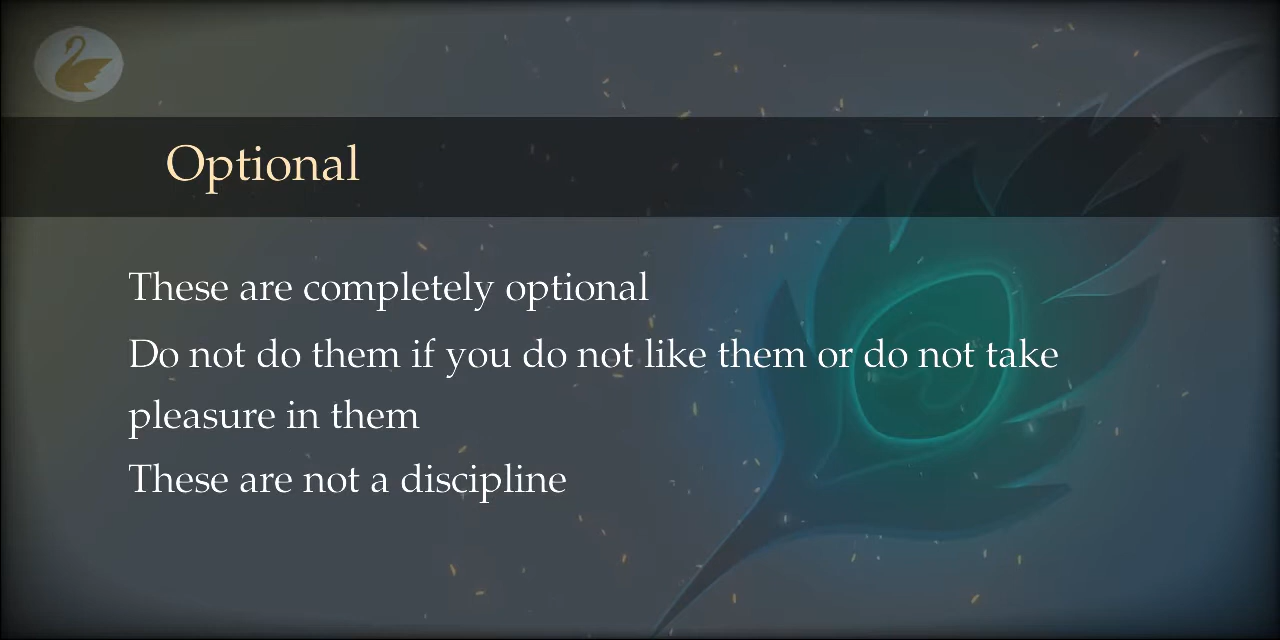 Optional
These are completely optional
Do not do them if you do not like them or do not take
pleasure in them
These are not a discipline